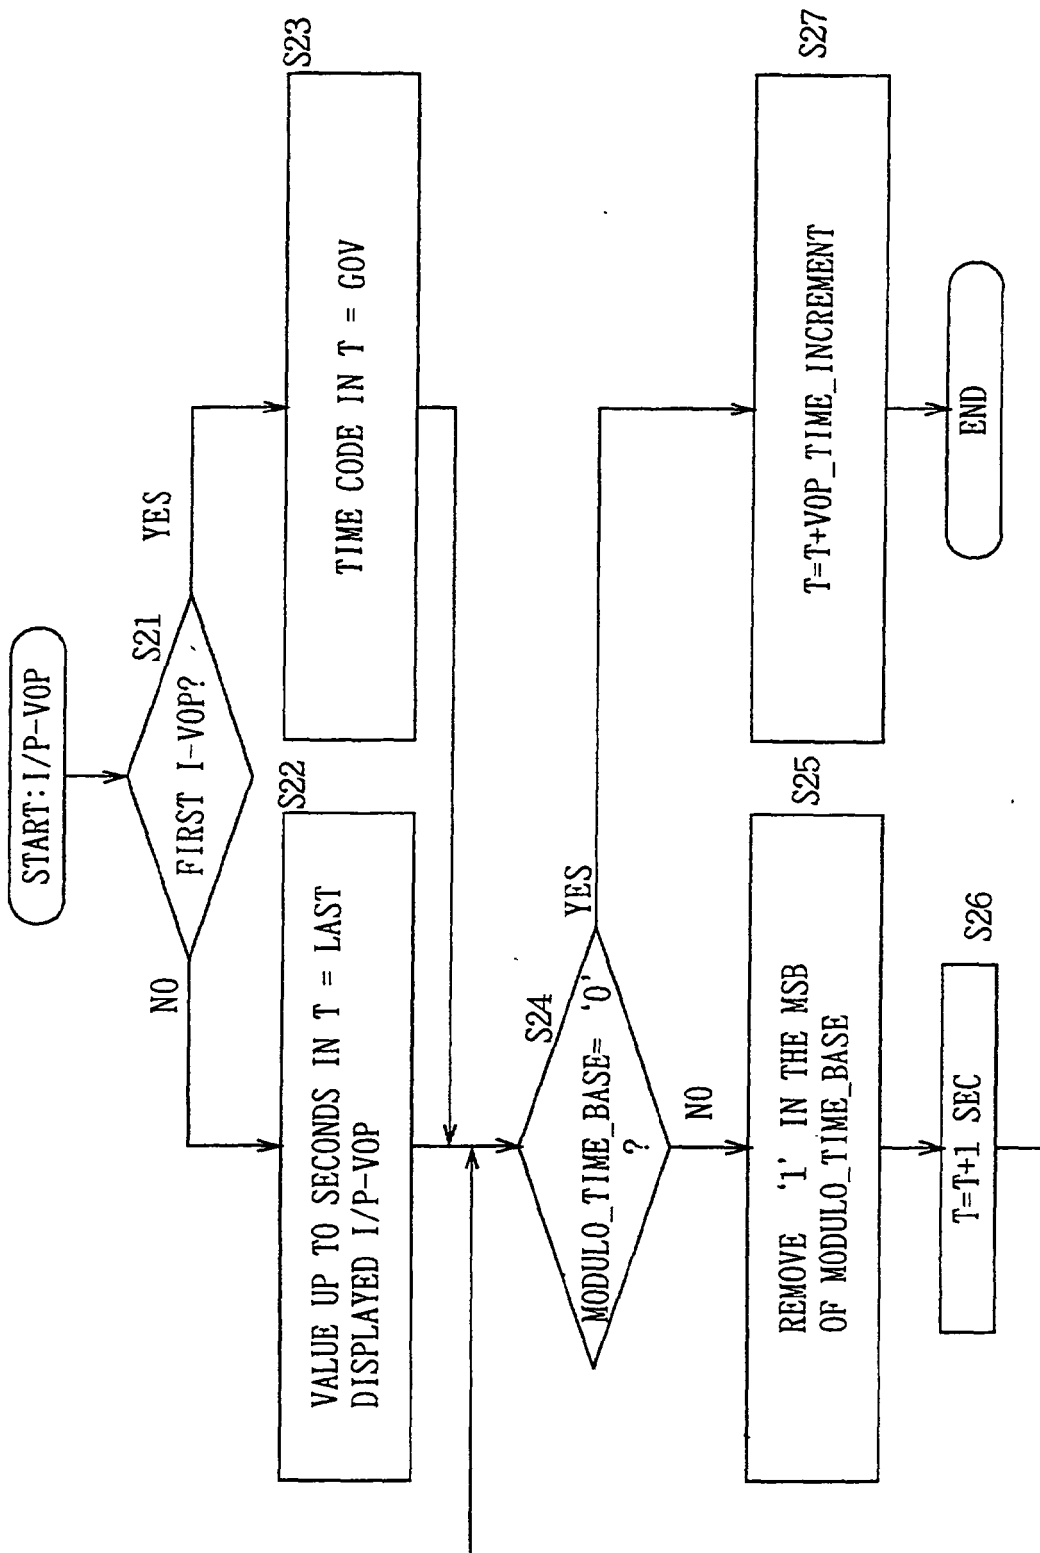 START:I/P-VOP
FIRST I-VOP?
S21
YES
NO
S22
VALUE UP TO SECONDS IN T = LAST
DISPLAYED I/P-VOP
S23
TIME CODE IN T = GOV
S24
MODULO_TIME_BASE= ‘0’
?
YES
NO
S25
REMOVE ‘1’ IN THE MSB
OF MODULO_TIME_BASE
S26
T=T+1 SEC
S27
T=T+VOP_TIME_INCREMENT
END